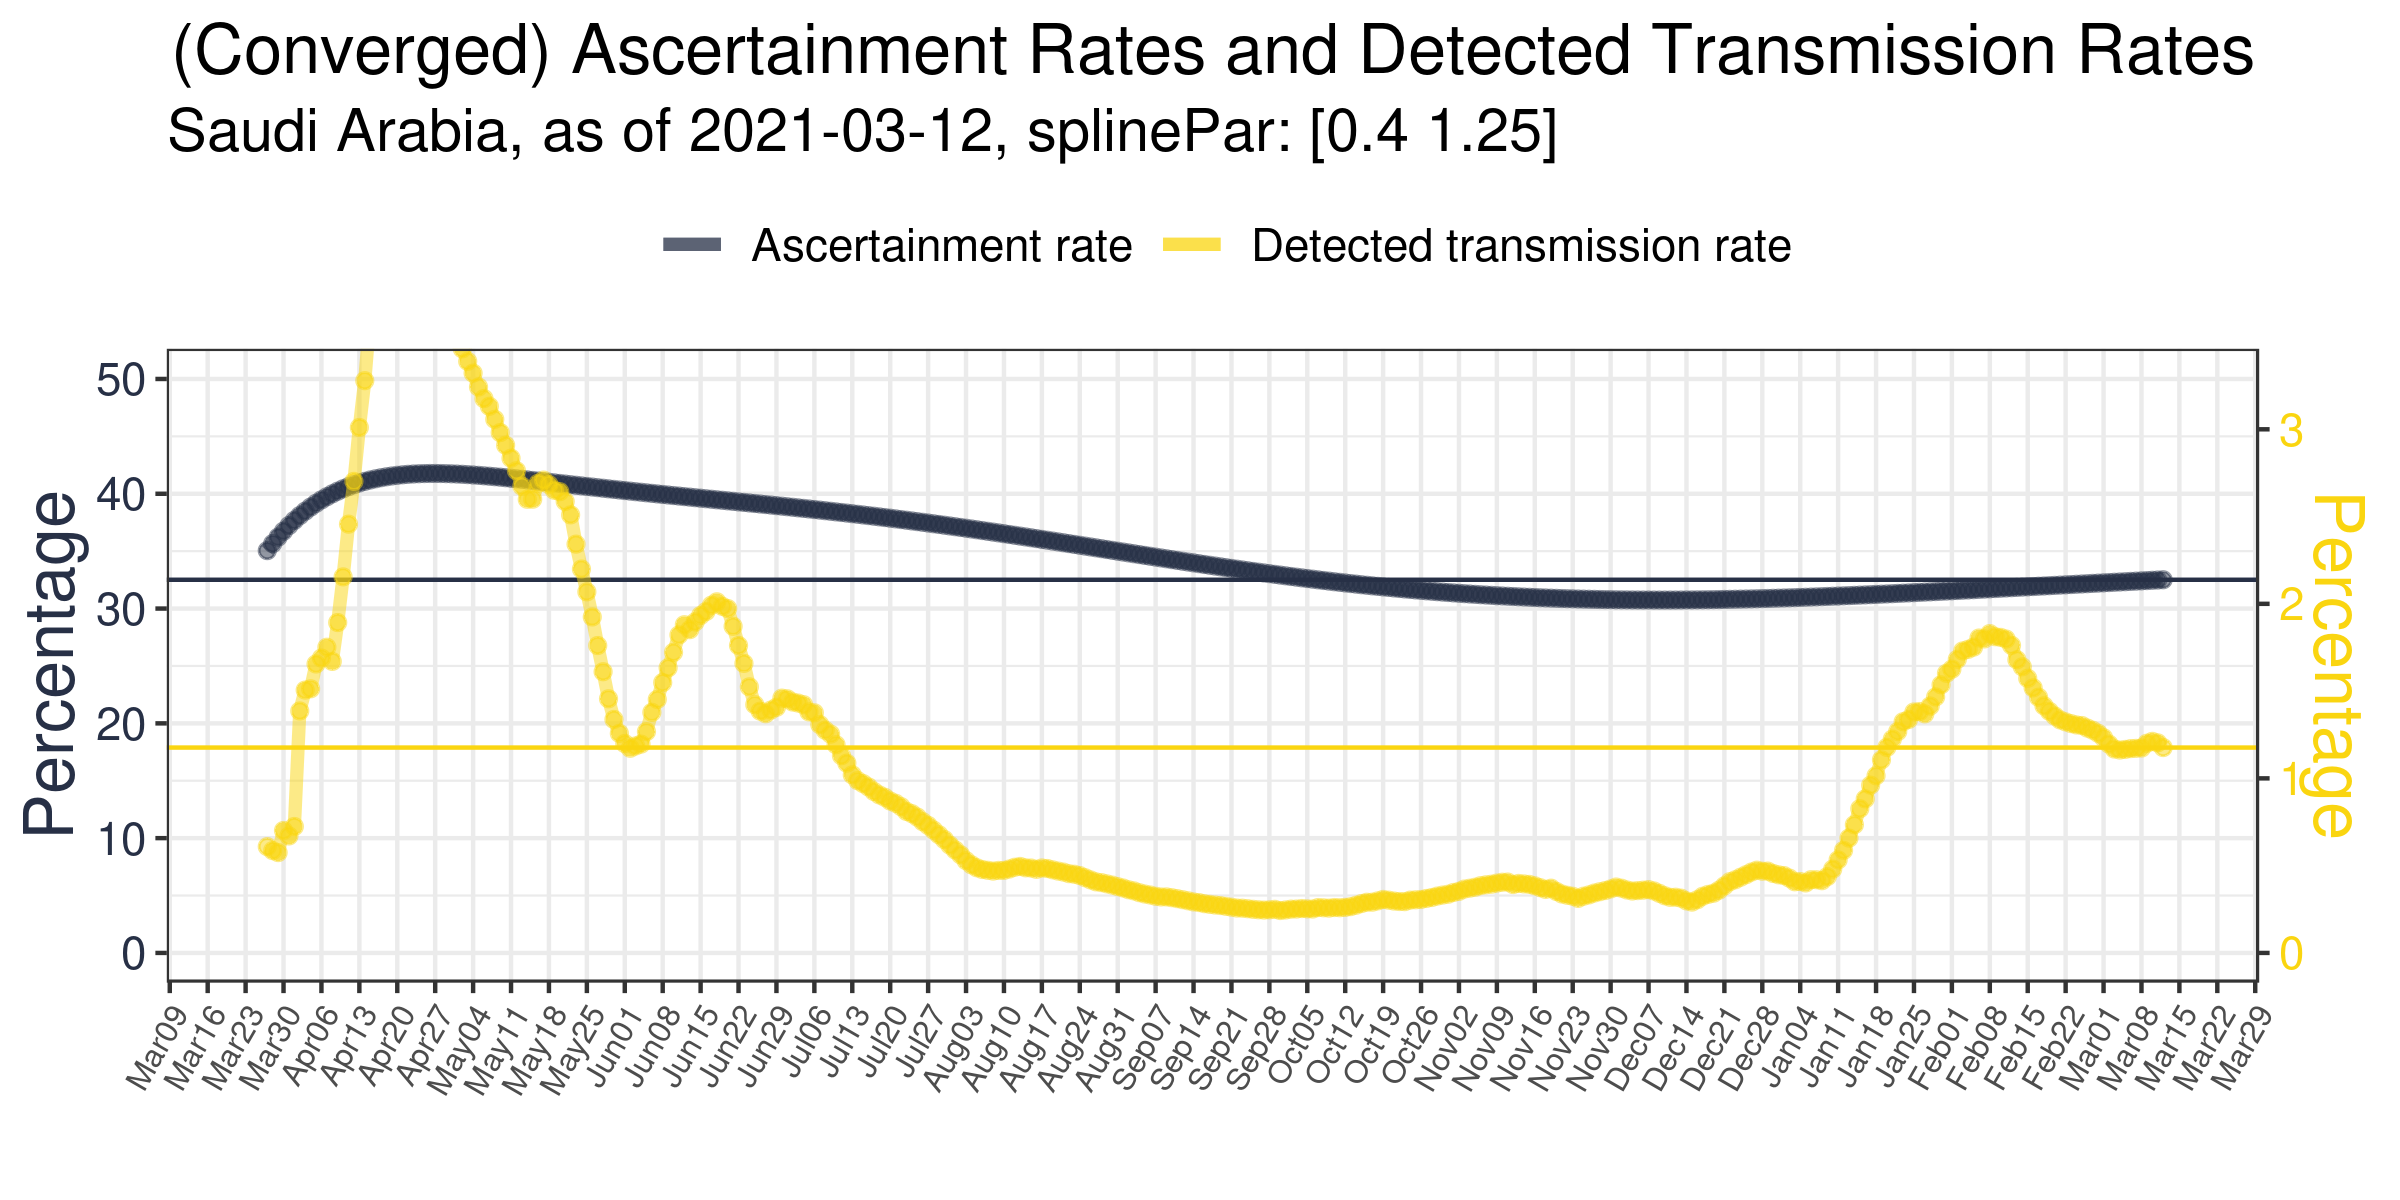 (Converged) Ascertainment Rates and Detected Transmission Rates
Saudi Arabia, as of 2021-03-12, splinePar: [0.4 1.25]
Ascertainment rate Detected transmission rate
Percentage
50
40
30
20
10
0
3
2
1
0
Percentage
Mar09 Mar16 Mar23 Mar30 Apr06 Apr13 Apr20 Apr27 May04 May11 May18 May25 Jun01 Jun08 Jun15 Jun22 Jun29 Jul06 Jul13 Jul20 Jul27 Aug03 Aug10 Aug17 Aug24 Aug31 Sep07 Sep14 Sep21 Sep28 Oct05 Oct12 Oct19 Oct26 Nov02 Nov09 Nov16 Nov23 Nov30 Dec07 Dec14 Dec21 Dec28 Jan04 Jan11 Jan18 Jan25 Feb01 Feb08 Feb15 Feb22 Mar01 Mar08 Mar15 Mar22 Mar29